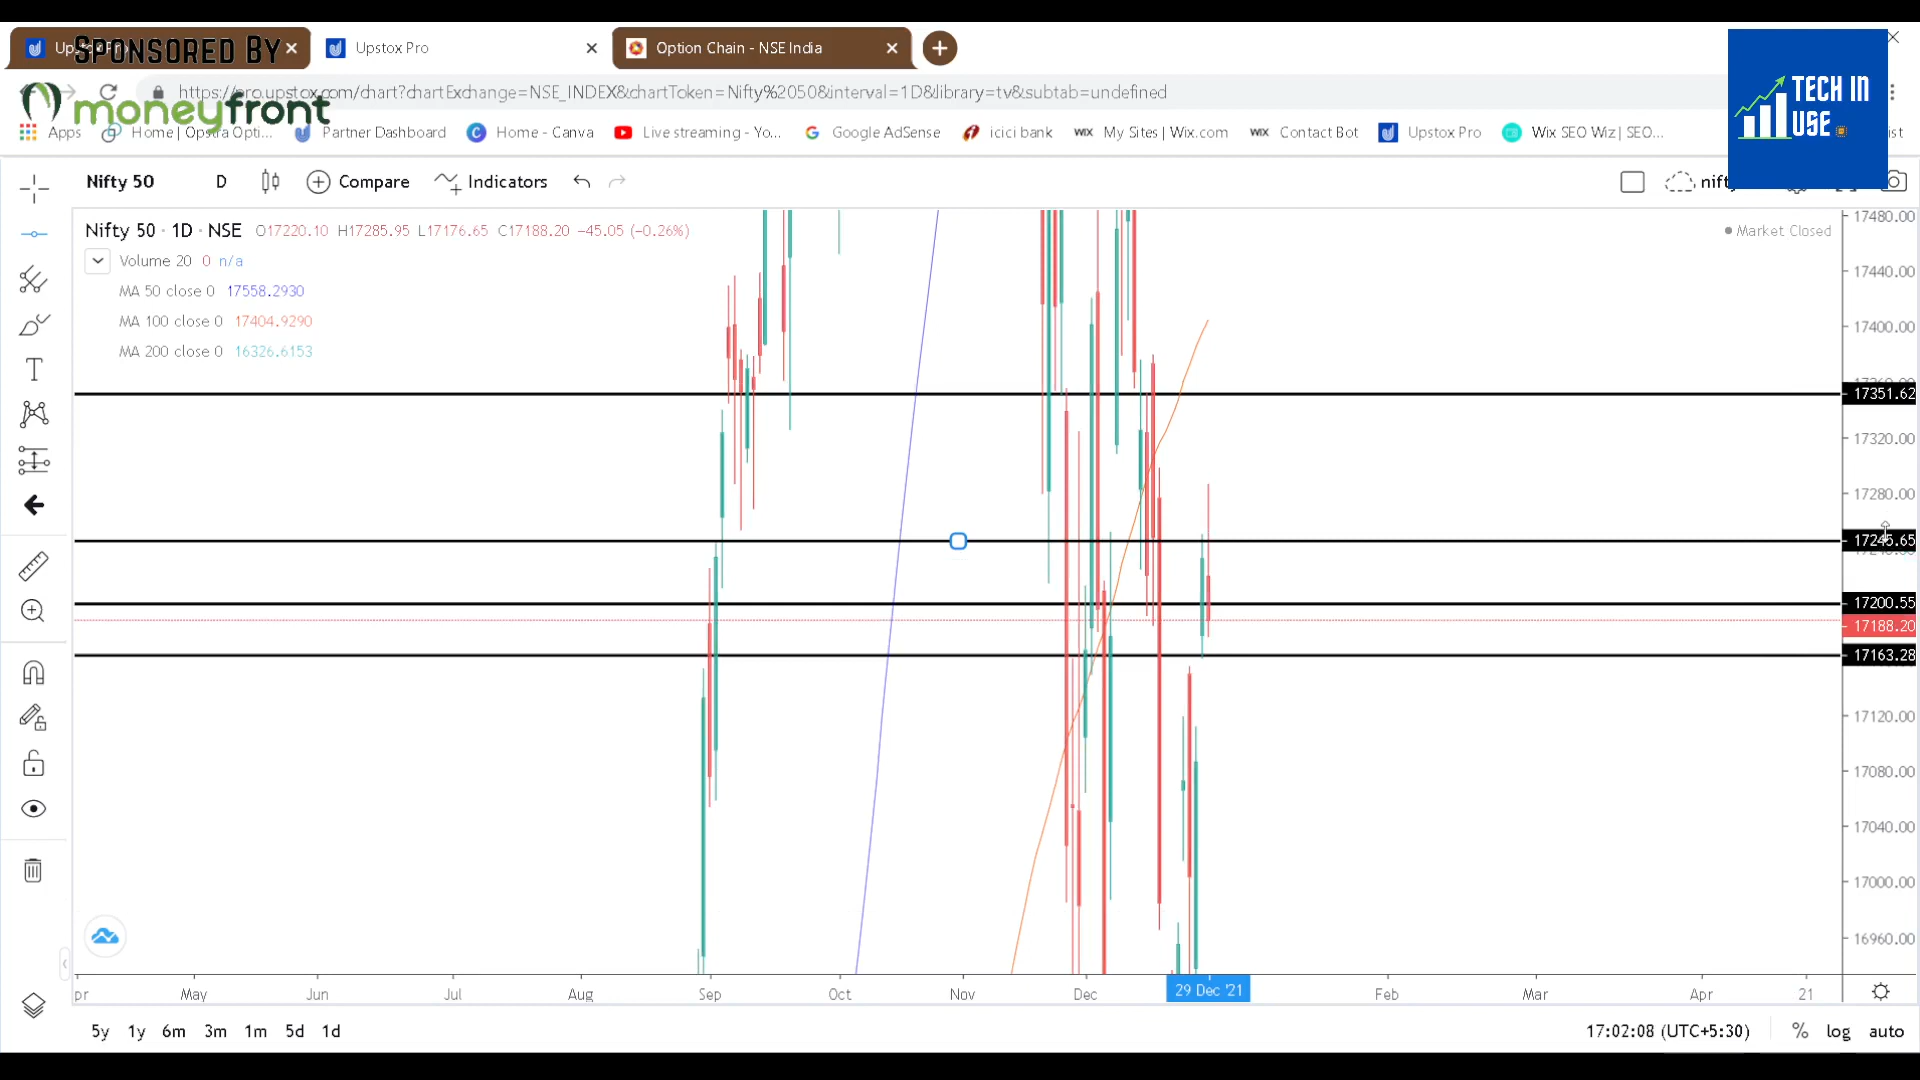 SPONSORED BY
moneyfront
Upstox Pro
Option Chain - NSE India
TECH IN
USE
https://pro.upstox.com/chart?chartExchange=NSE_INDEX&chartToken=Nifty%2050&interval=1D&library=tv&subtab=undefined
Apps
Home | Opstra Opti...
Partner Dashboard
Home - Canva
Live streaming - Yo...
Google AdSense
icici bank
WIX My Sites | Wix.com
WIX Contact Bot
Upstox Pro
Wix SEO Wiz | SEO...
Nifty 50 D Compare Indicators
Nifty 50 · 1D · NSE O17220.10 H17285.95 L17176.65 C17188.20 −45.05 (−0.26%)
Market Closed
Volume 20 0 n/a
MA 50 close 0 17558.2930
MA 100 close 0 17404.9290
MA 200 close 0 16326.6153
17480.00
17440.00
17400.00
17351.62
17320.00
17280.00
17245.65
17200.55
17188.20
17163.28
17120.00
17080.00
17040.00
17000.00
16960.00
May Jun Jul Aug Sep Oct Nov Dec 29 Dec '21 Feb Mar Apr 21
5y 1y 6m 3m 1m 5d 1d
17:02:08 (UTC+5:30) % log auto